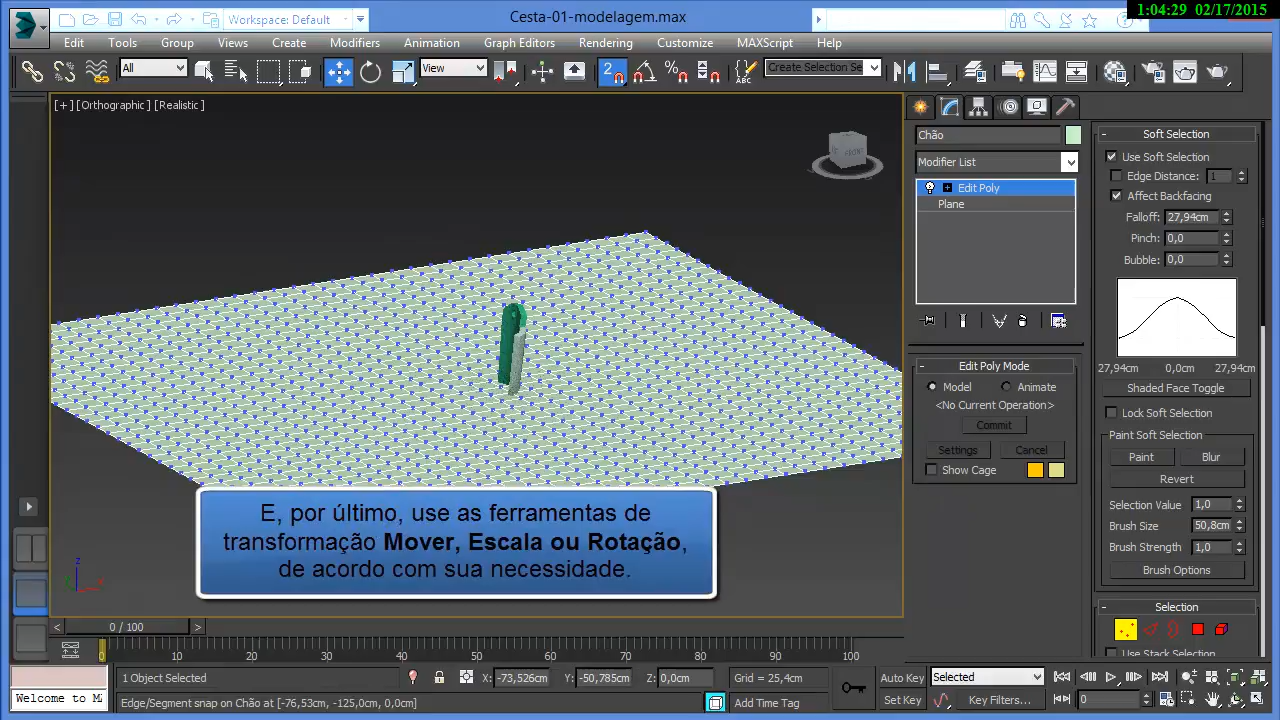 1:04:29 02/17/2015
Workspace: Default
Cesta-01-modelagem.max
Edit Tools Group Views Create Modifiers Animation Graph Editors Rendering Customize MAXScript Help
All
View
2
Create Selection Se
[+] [Orthographic] [Realistic]
Chão
Modifier List
Edit Poly
Plane
Edit Poly Mode
Model Animate
<No Current Operation>
Commit
Settings Cancel
Show Cage
Soft Selection
Use Soft Selection
Edge Distance: 1
Affect Backfacing
Falloff: 27,94cm
Pinch: 0,0
Bubble: 0,0
27,94cm 0,0cm 27,94cm
Shaded Face Toggle
Lock Soft Selection
Paint Soft Selection
Paint Blur
Revert
Selection Value 1,0
Brush Size 50,8cm
Brush Strength 1,0
Brush Options
Selection
Use Stack Selection
E, por último, use as ferramentas de
transformação Mover, Escala ou Rotação,
de acordo com sua necessidade.
z
x
< 0 / 100 >
0 10 20 30 40 50 60 70 80 90 100
1 Object Selected
X: -73,526cm Y: -50,785cm Z: 0,0cm
Grid = 25,4cm
Auto Key Selected
Welcome to M
Edge/Segment snap on Chão at [-76,53cm, -125,0cm, 0,0cm]
Add Time Tag
Set Key Key Filters...
0